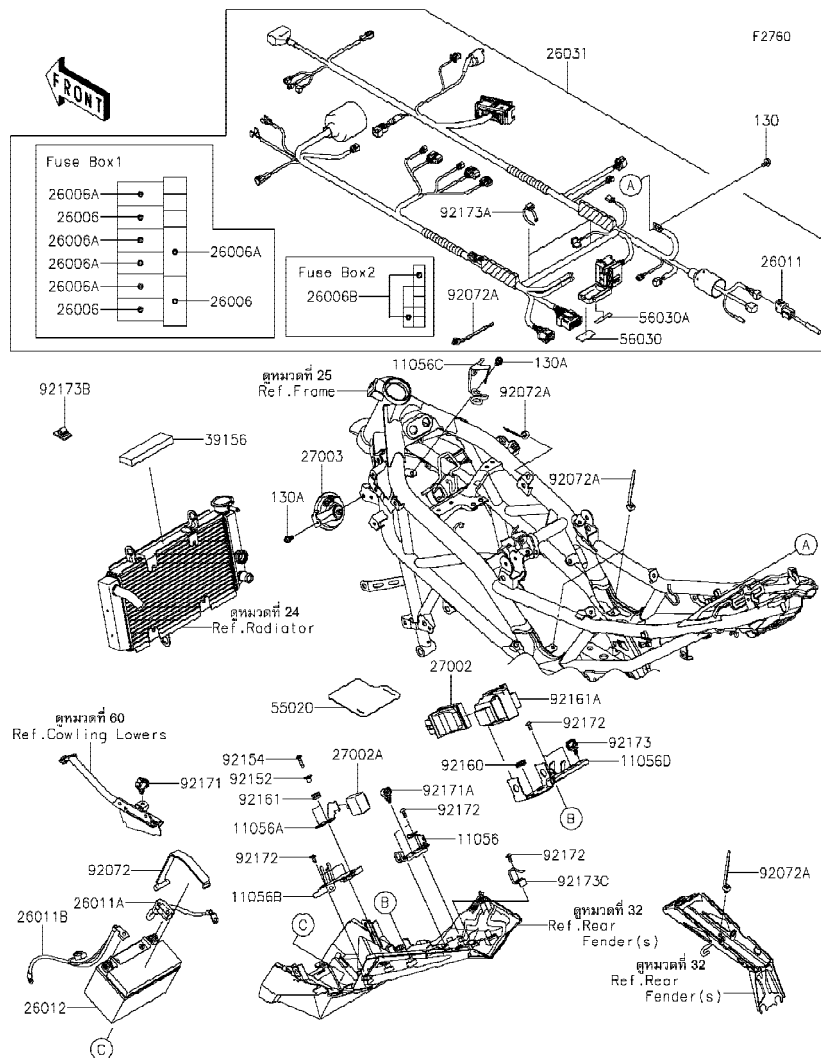 F2760
FRONT
26031
130
Fuse Box1
26006A
26006
26006A
26006A
26006A
26006
26006A
26006
92173A
A
Fuse Box2
26006B
26011
92072A
56030A
56030
11056C
130A
ดูหมวดที่ 25
Ref.Frame
92173B
92072A
39156
27003
92072A
130A
A
ดูหมวดที่ 24
Ref.Radiator
27002
92161A
55020
92172
ดูหมวดที่ 60
Ref.Cowling Lowers
92154
27002A
92173
92152
92160
11056D
92171
92171A
92161
92172
B
11056A
11056
92172
92172
92072
92072A
11056B
92173C
26011A
B
26011B
C
ดูหมวดที่ 32
Ref.Rear
Fender(s)
ดูหมวดที่ 32
Ref.Rear
Fender(s)
26012
C